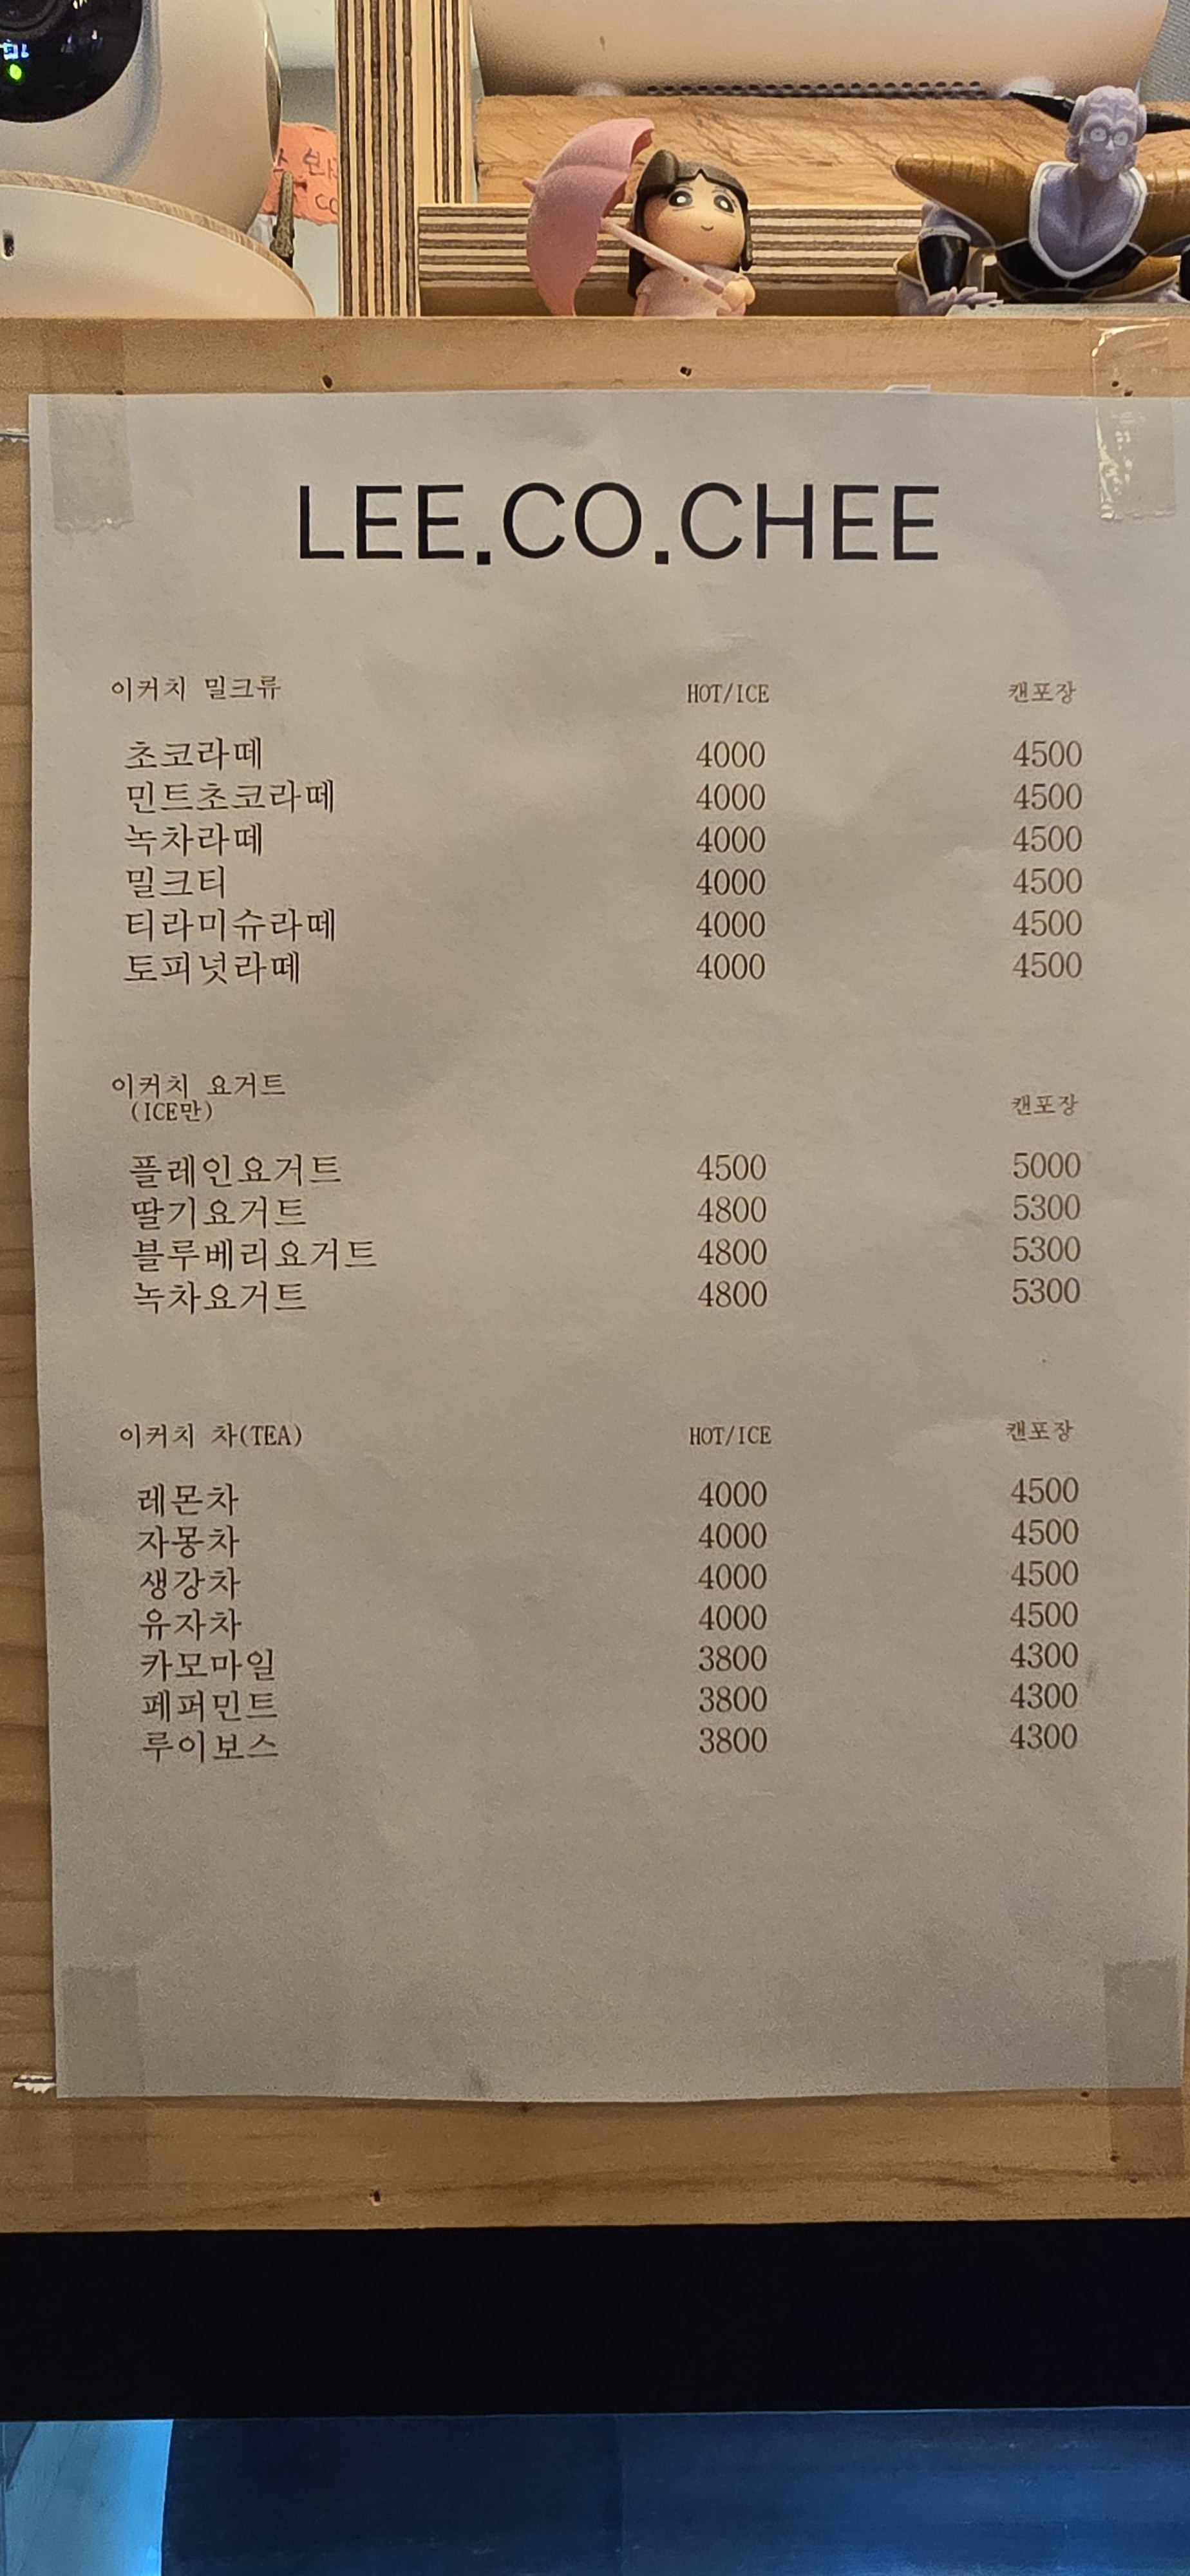 LEE.CO.CHEE
이커치 밀크류 HOT/ICE 캔포장
초코라떼 4000 4500
민트초코라떼 4000 4500
녹차라떼 4000 4500
밀크티 4000 4500
티라미슈라떼 4000 4500
토피넛라떼 4000 4500
이커치 요거트
(ICE만) 캔포장
플레인요거트 4500 5000
딸기요거트 4800 5300
블루베리요거트 4800 5300
녹차요거트 4800 5300
이커치 차(TEA) HOT/ICE 캔포장
레몬차 4000 4500
자몽차 4000 4500
생강차 4000 4500
유자차 4000 4500
카모마일 3800 4300
페퍼민트 3800 4300
루이보스 3800 4300